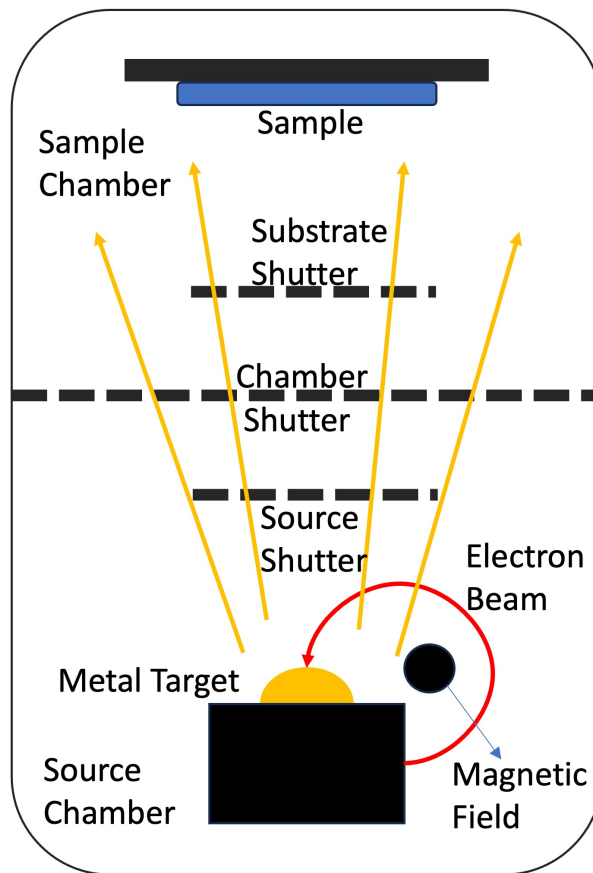 Sample
Sample
Chamber
Substrate
Shutter
Chamber
Shutter
Source
Shutter
Electron
Beam
Metal Target
Source
Chamber
Magnetic
Field